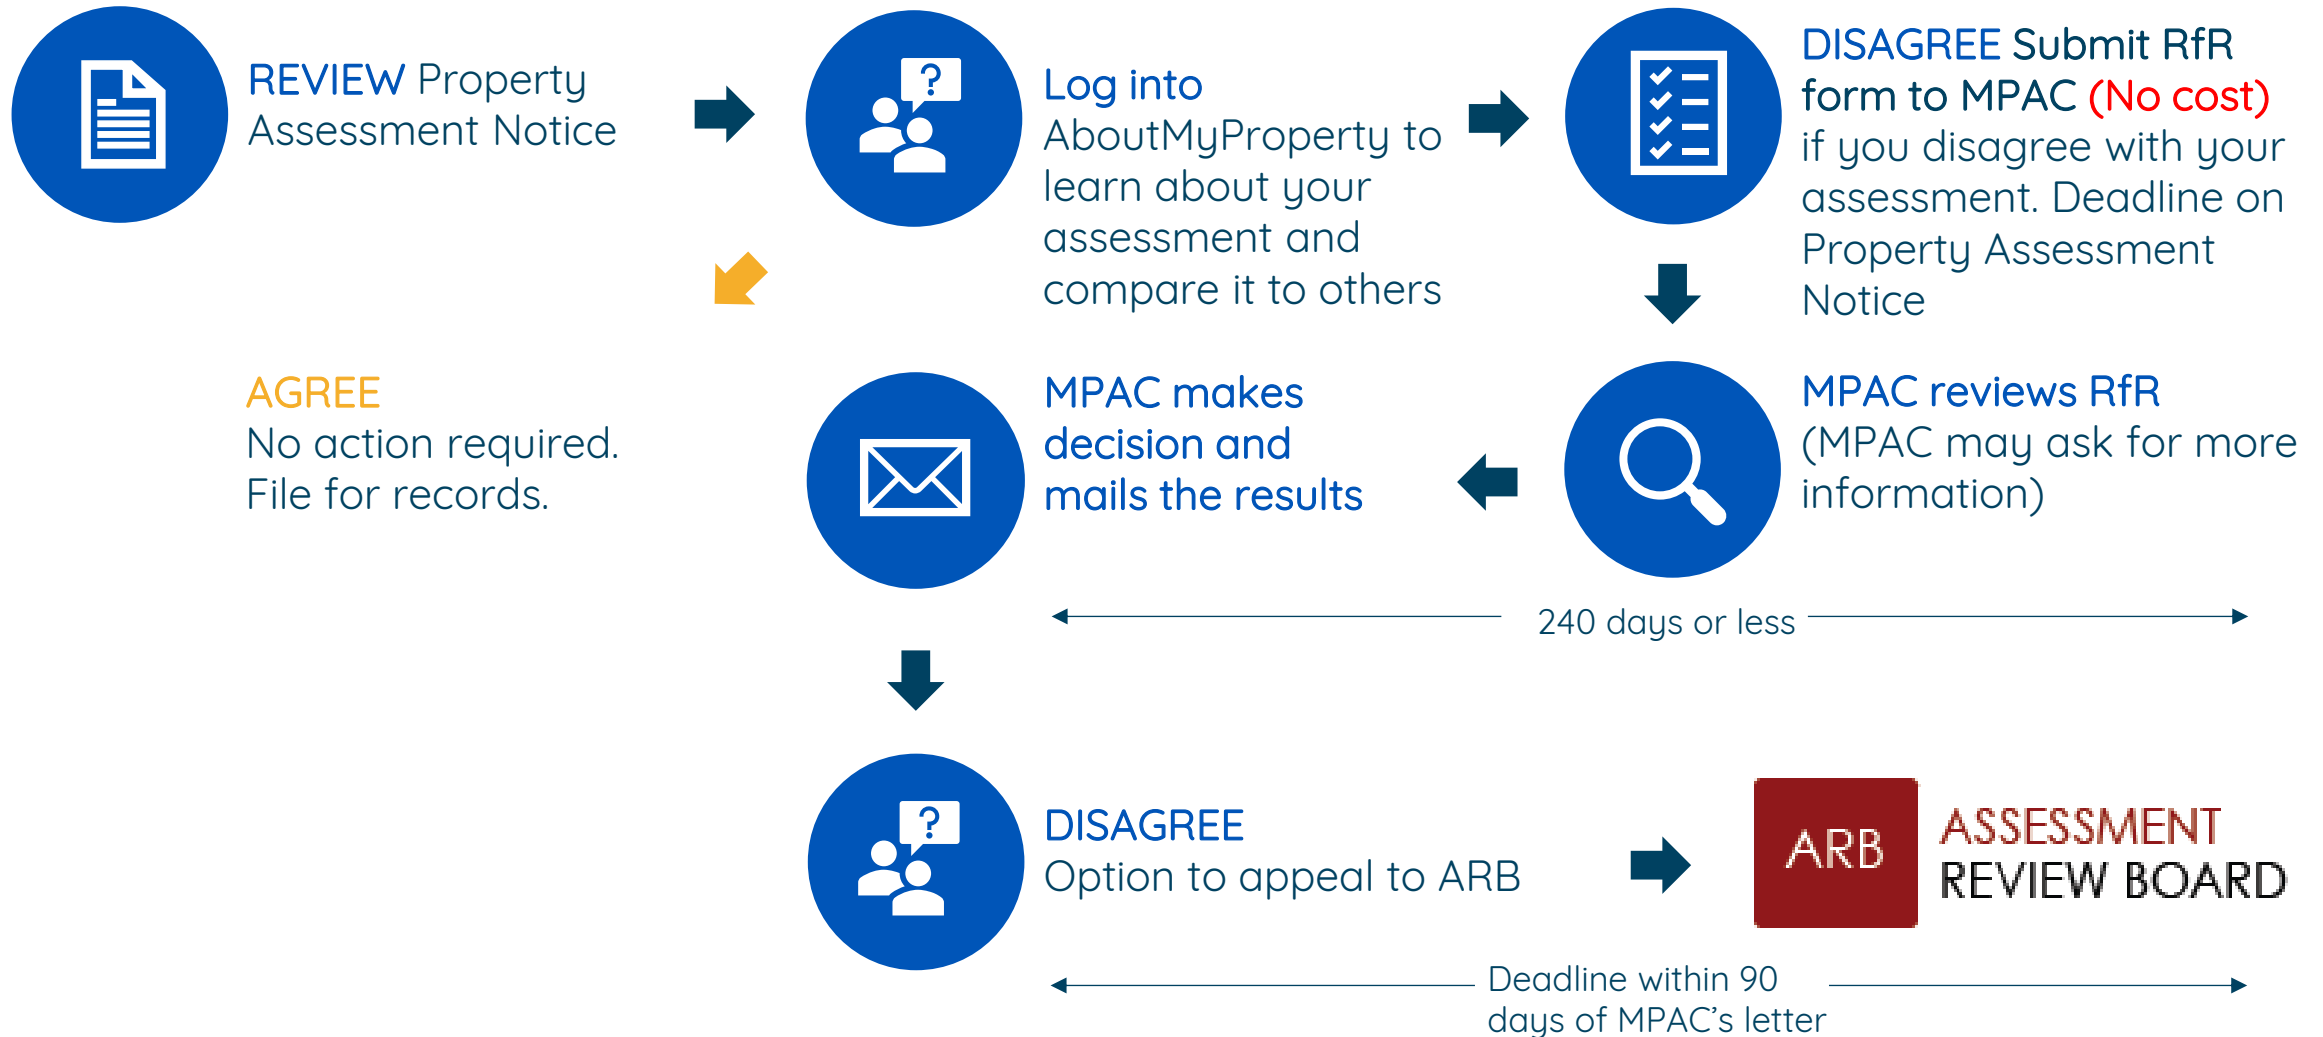 REVIEW Property
Assessment Notice
?
Log into
AboutMyProperty to
learn about your
assessment and
compare it to others
DISAGREE Submit RfR
form to MPAC (No cost)
if you disagree with your
assessment. Deadline on
Property Assessment
Notice
AGREE
No action required.
File for records.
MPAC makes
decision and
mails the results
MPAC reviews RfR
(MPAC may ask for more
information)
240 days or less
?
DISAGREE
Option to appeal to ARB
ARB
ASSESSMENT
REVIEW BOARD
Deadline within 90
days of MPAC's letter